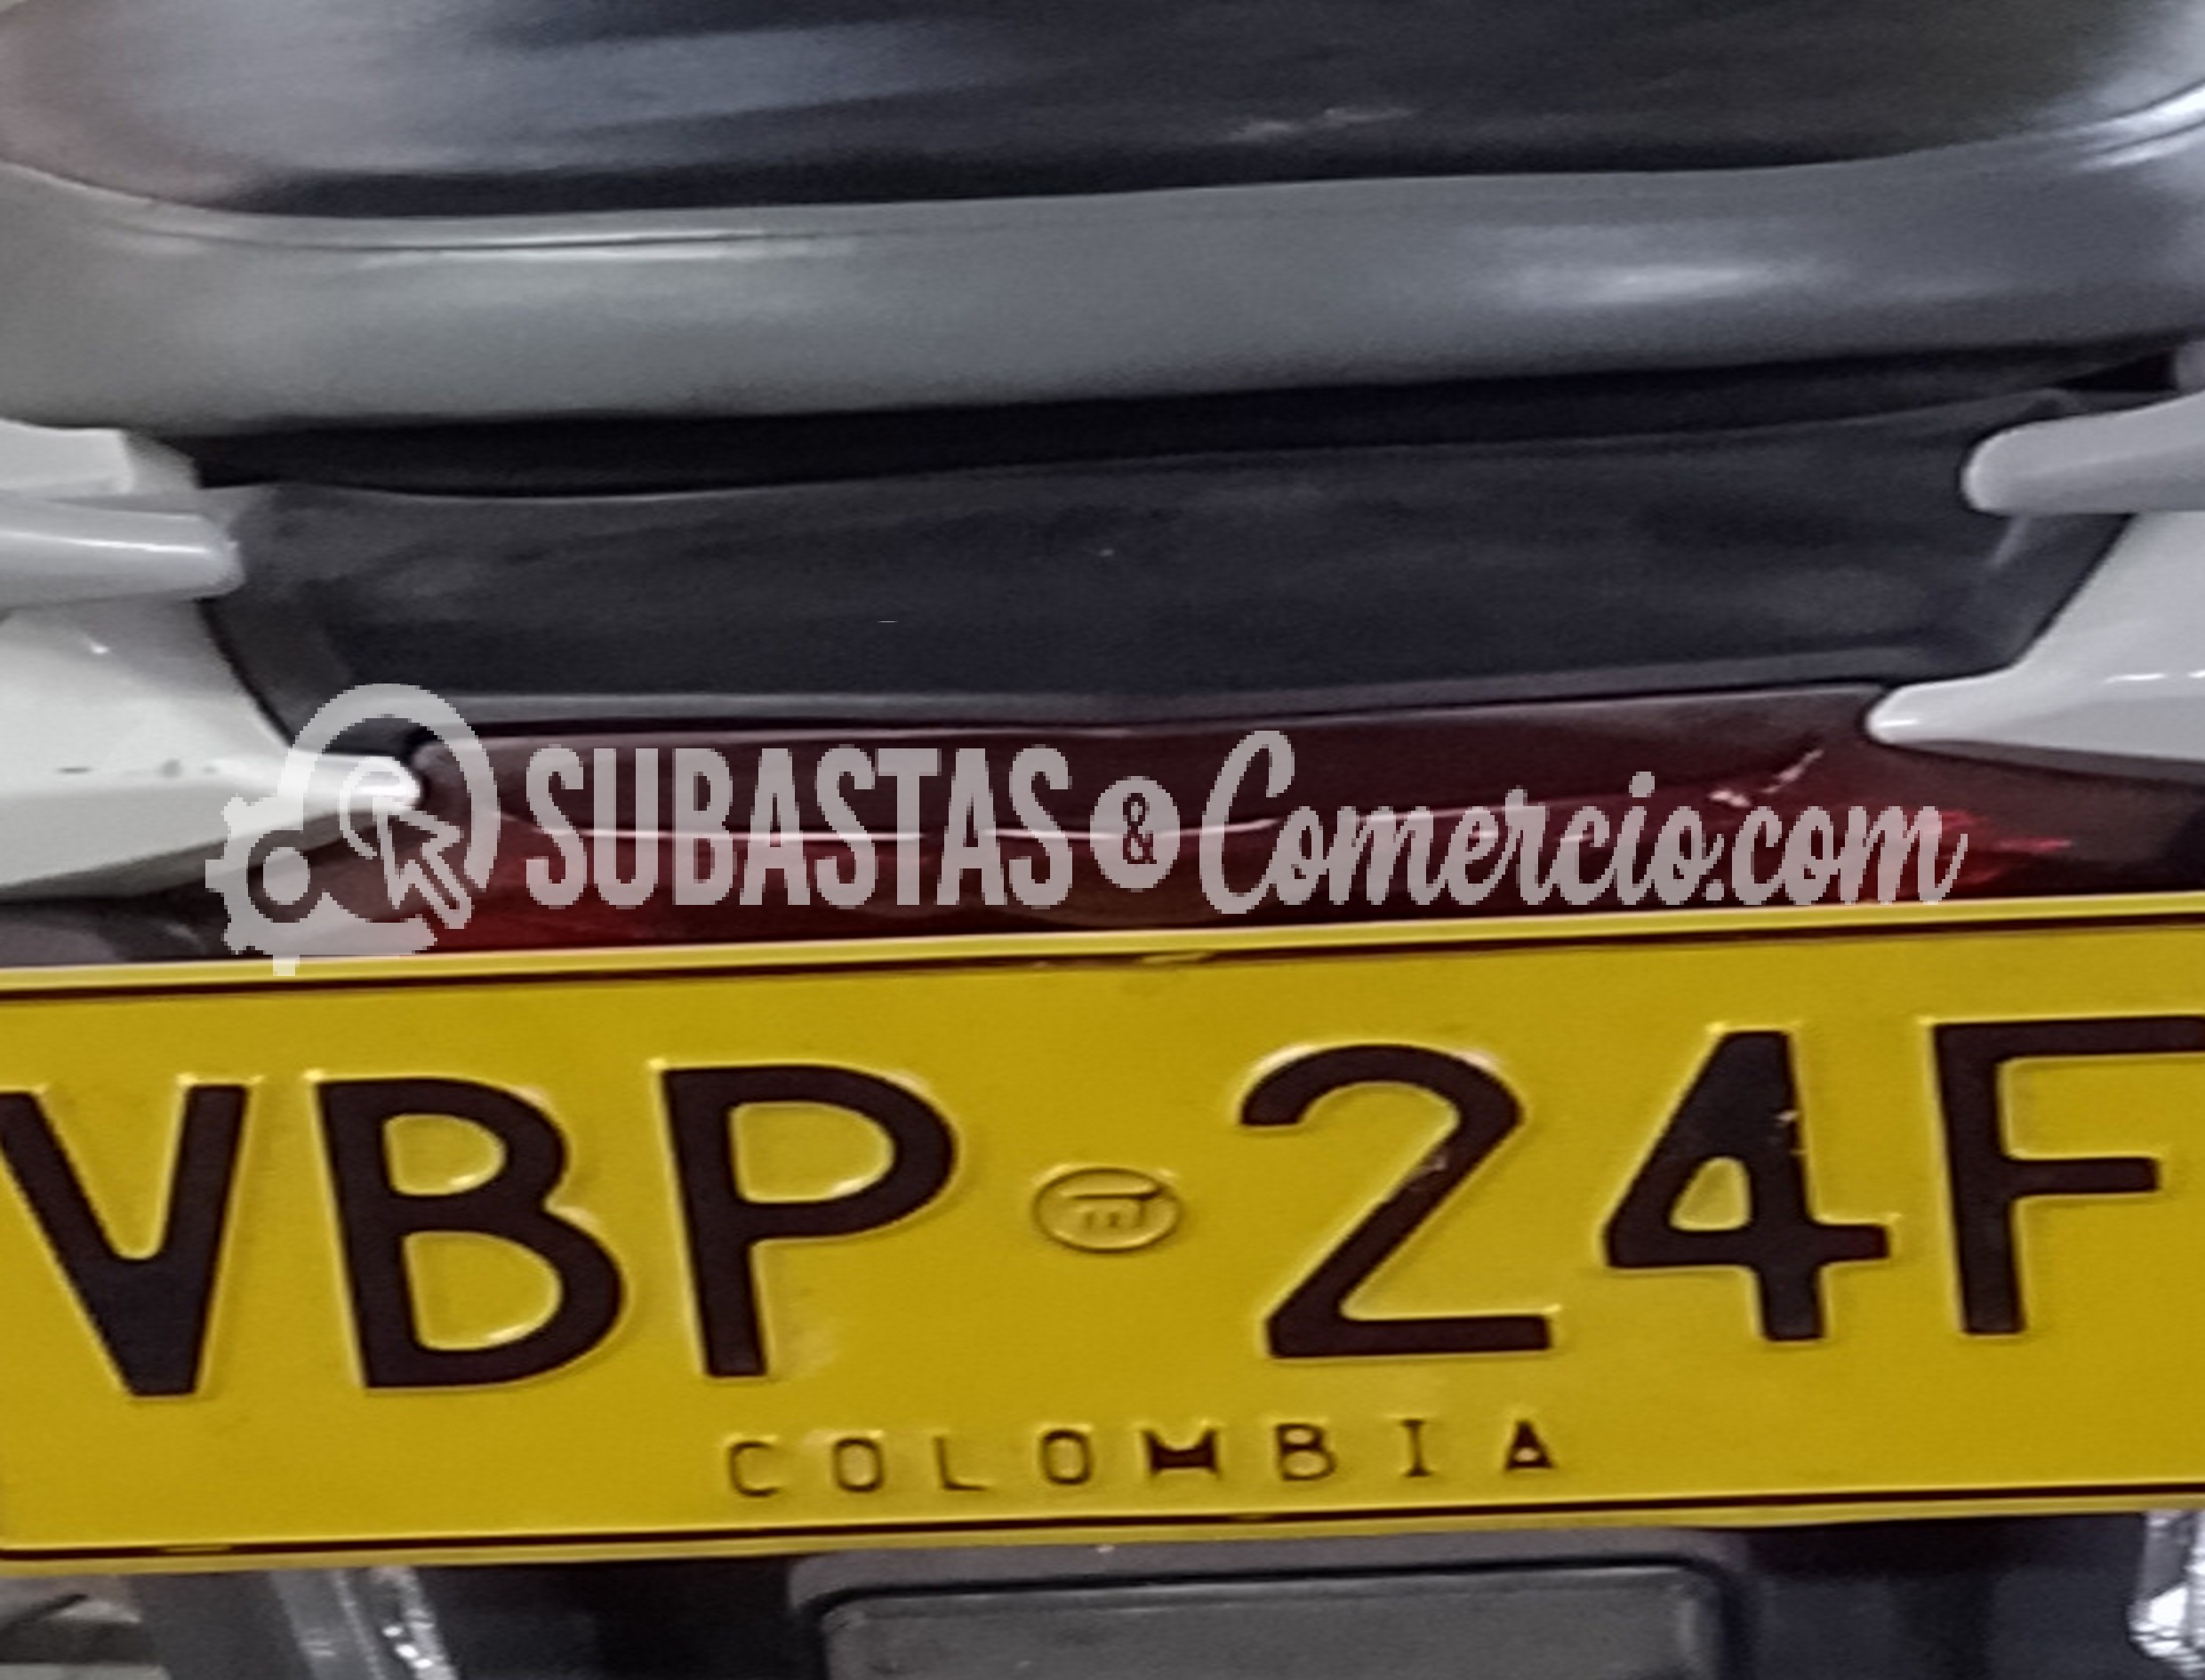 SUBASTAS & Comercio.com
VBP 24F
COLOMBIA